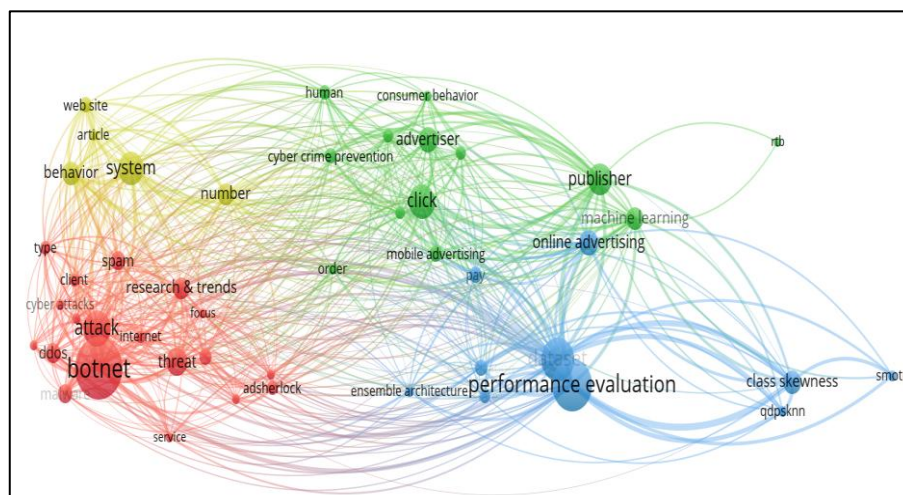 human
consumer behavior
web site
article
advertiser
rtb
cyber crime prevention
system
behavior
publisher
number
click
machine learning
online advertising
type
mobile advertising
spam
order
pay
client
research & trends
cyber attacks
focus
attack
internet
ddos
threat
dataset
botnet
performance evaluation
class skewness
smot
malware
adsherlock
ensemble architecture
qdpsknn
service